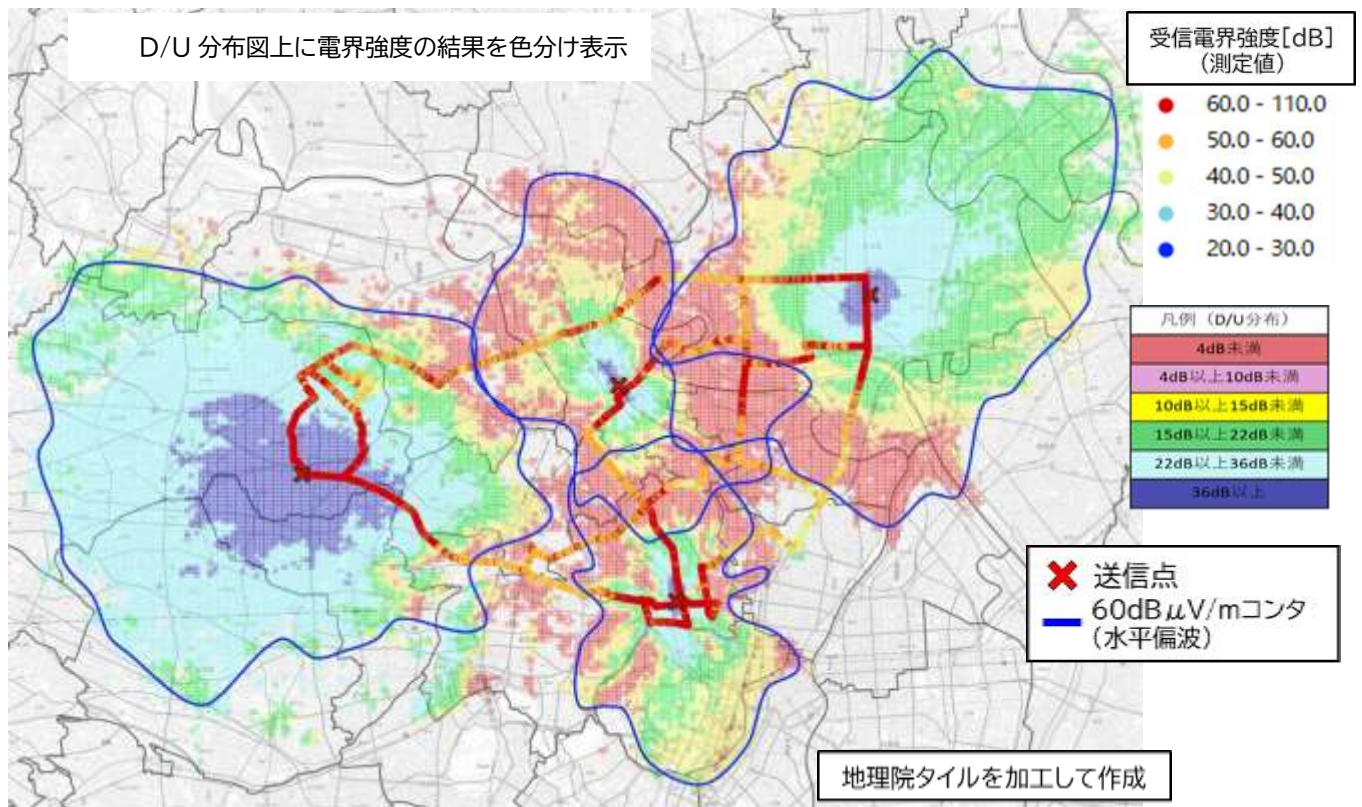 D/U 分布図上に電界強度の結果を色分け表示
受信電界強度[dB]
(測定値)
60.0 - 110.0
50.0 - 60.0
40.0 - 50.0
30.0 - 40.0
20.0 - 30.0
凡例（D/U分布）
4dB未満
4dB以上10dB未満
10dB以上15dB未満
15dB以上22dB未満
22dB以上36dB未満
36dB以上
送信点
60dBμV/mコンタ
(水平偏波)
地理院タイルを加工して作成